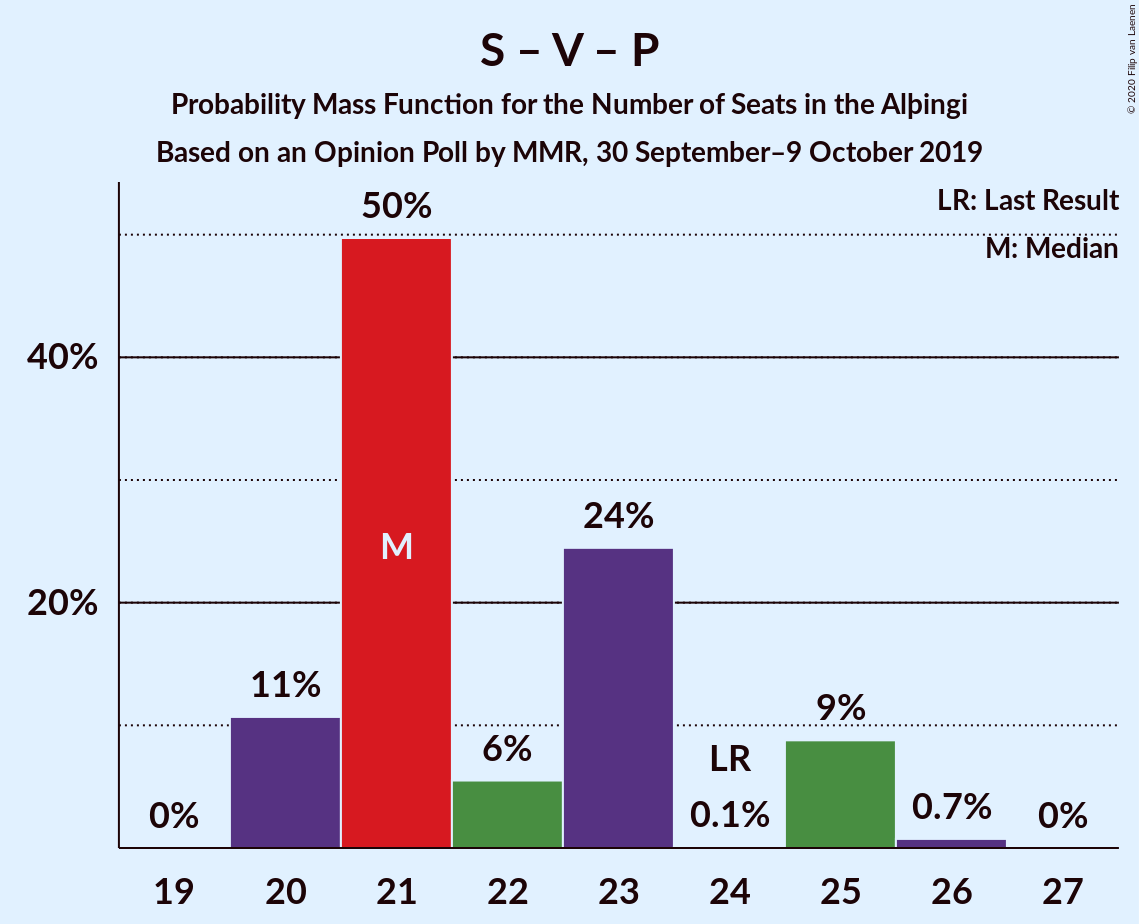 S – V – P
Probability Mass Function for the Number of Seats in the Alþingi
Based on an Opinion Poll by MMR, 30 September–9 October 2019
© 2020 Filip van Laenen
LR: Last Result
M: Median
50%
40%
M
24%
20%
11%
9%
6%
LR
0%
0.1%
0.7%
0%
19 20 21 22 23 24 25 26 27